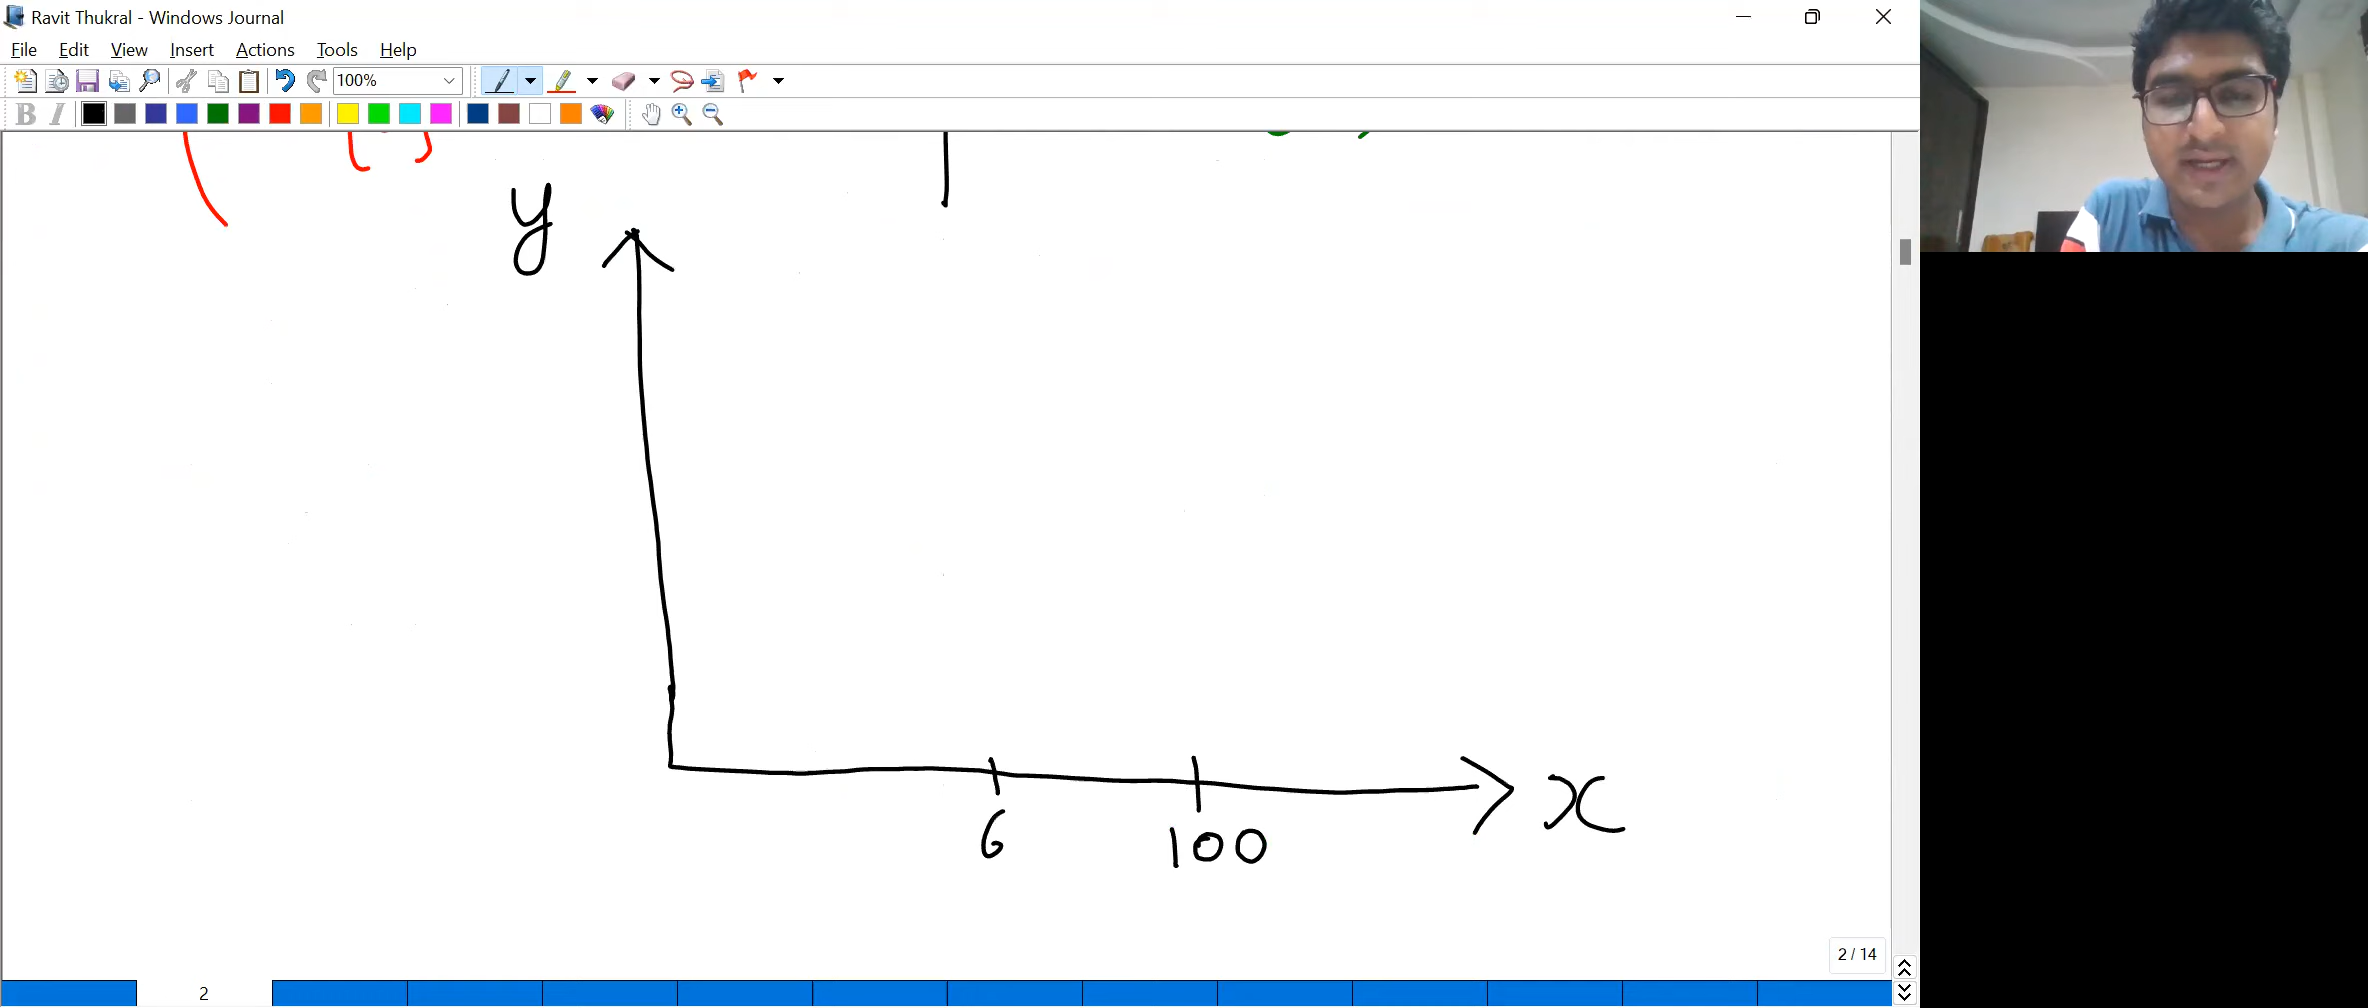 Ravit Thukral - Windows Journal
File Edit View Insert Actions Tools Help
100%
B I
y
x
6
100
2 / 14
2